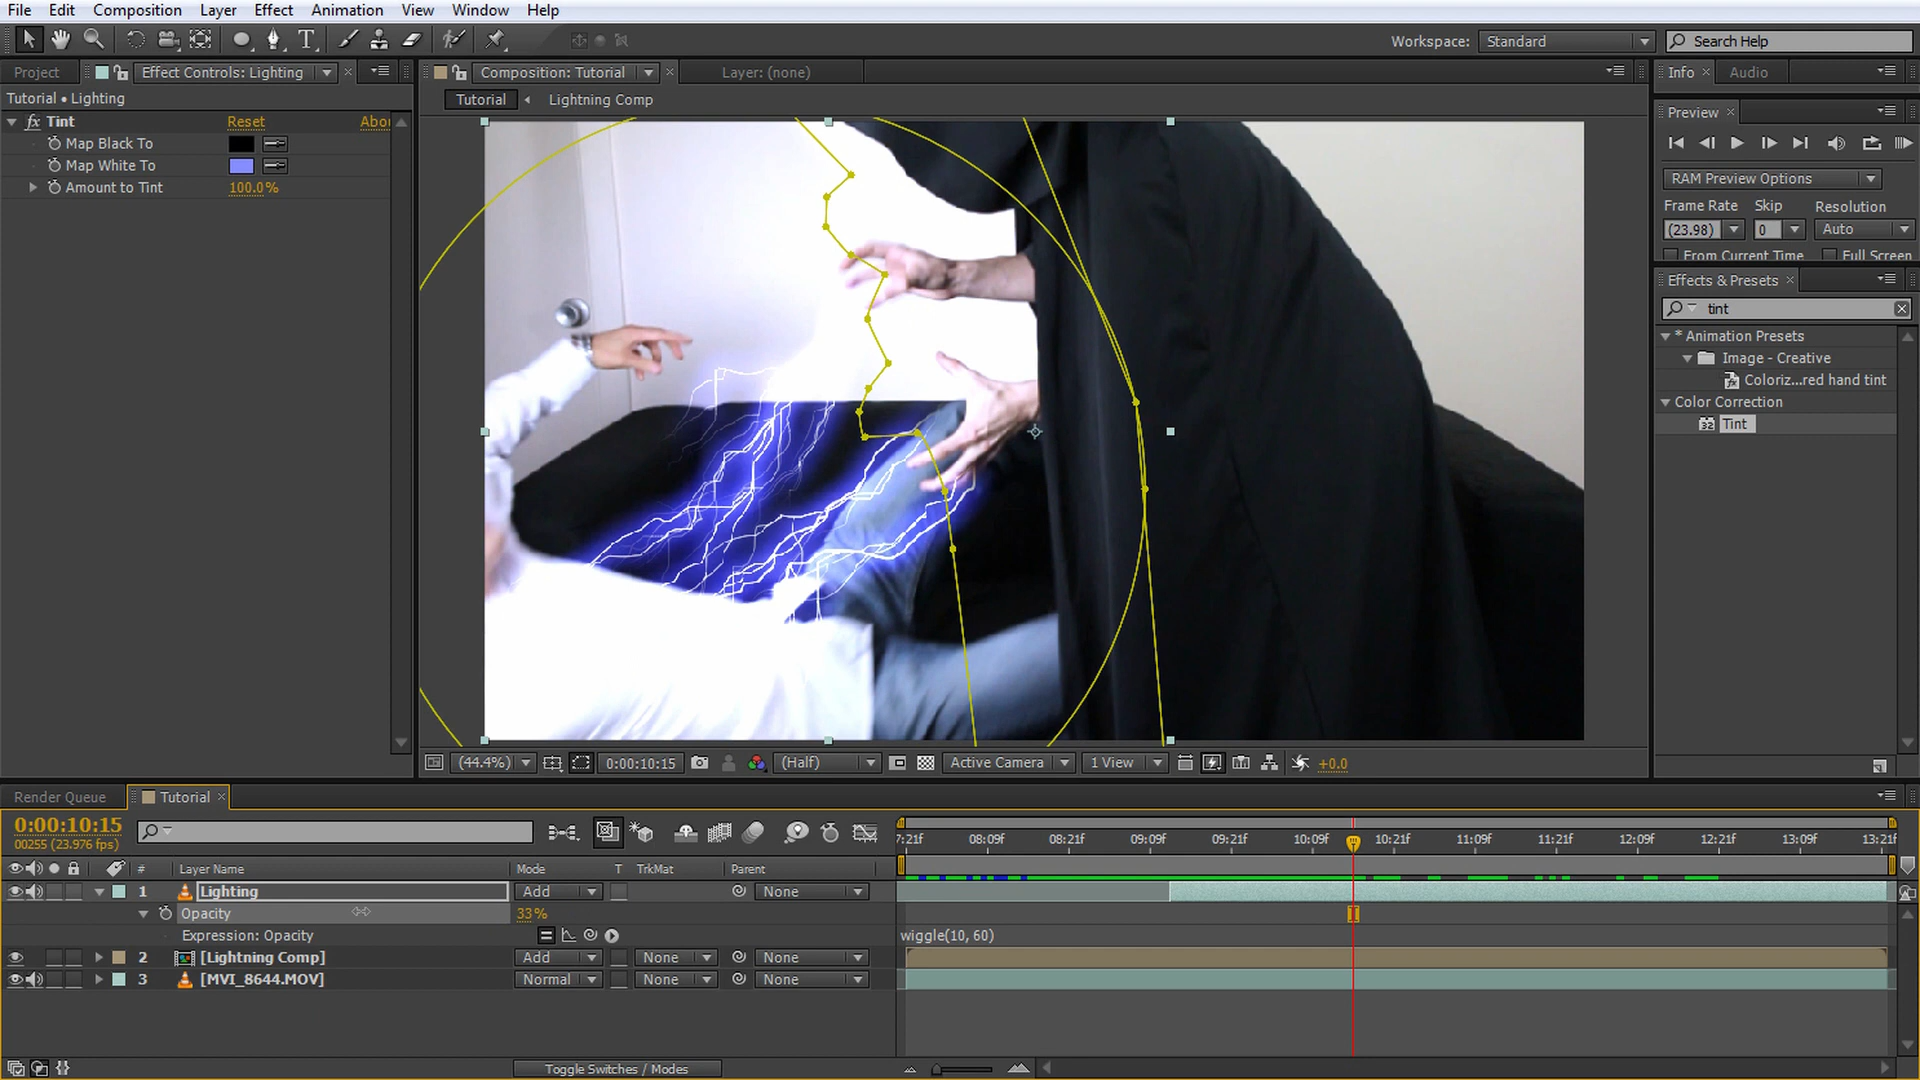 File Edit Composition Layer Effect Animation View Window Help
Workspace: Standard Search Help
Project Effect Controls: Lighting
Tutorial • Lighting
fx Tint Reset Abou
Map Black To
Map White To
Amount to Tint 100.0%
Composition: Tutorial Layer: (none)
Tutorial Lightning Comp
Info Audio
Preview
RAM Preview Options
Frame Rate Skip Resolution
(23.98) 0 Auto
From Current Time Full Screen
Effects & Presets
tint
* Animation Presets
Image - Creative
Coloriz...red hand tint
Color Correction
Tint
(44.4%) 0:00:10:15 (Half) Active Camera 1 View +0.0
Render Queue Tutorial
0:00:10:15
00255 (23.976 fps)
7:21f 08:09f 08:21f 09:09f 09:21f 10:09f 10:21f 11:09f 11:21f 12:09f 12:21f 13:09f 13:21f
# Layer Name Mode T TrkMat Parent
1 Lighting Add None
Opacity 33%
Expression: Opacity wiggle(10, 60)
2 [Lightning Comp] Add None None
3 [MVI_8644.MOV] Normal None None
Toggle Switches / Modes